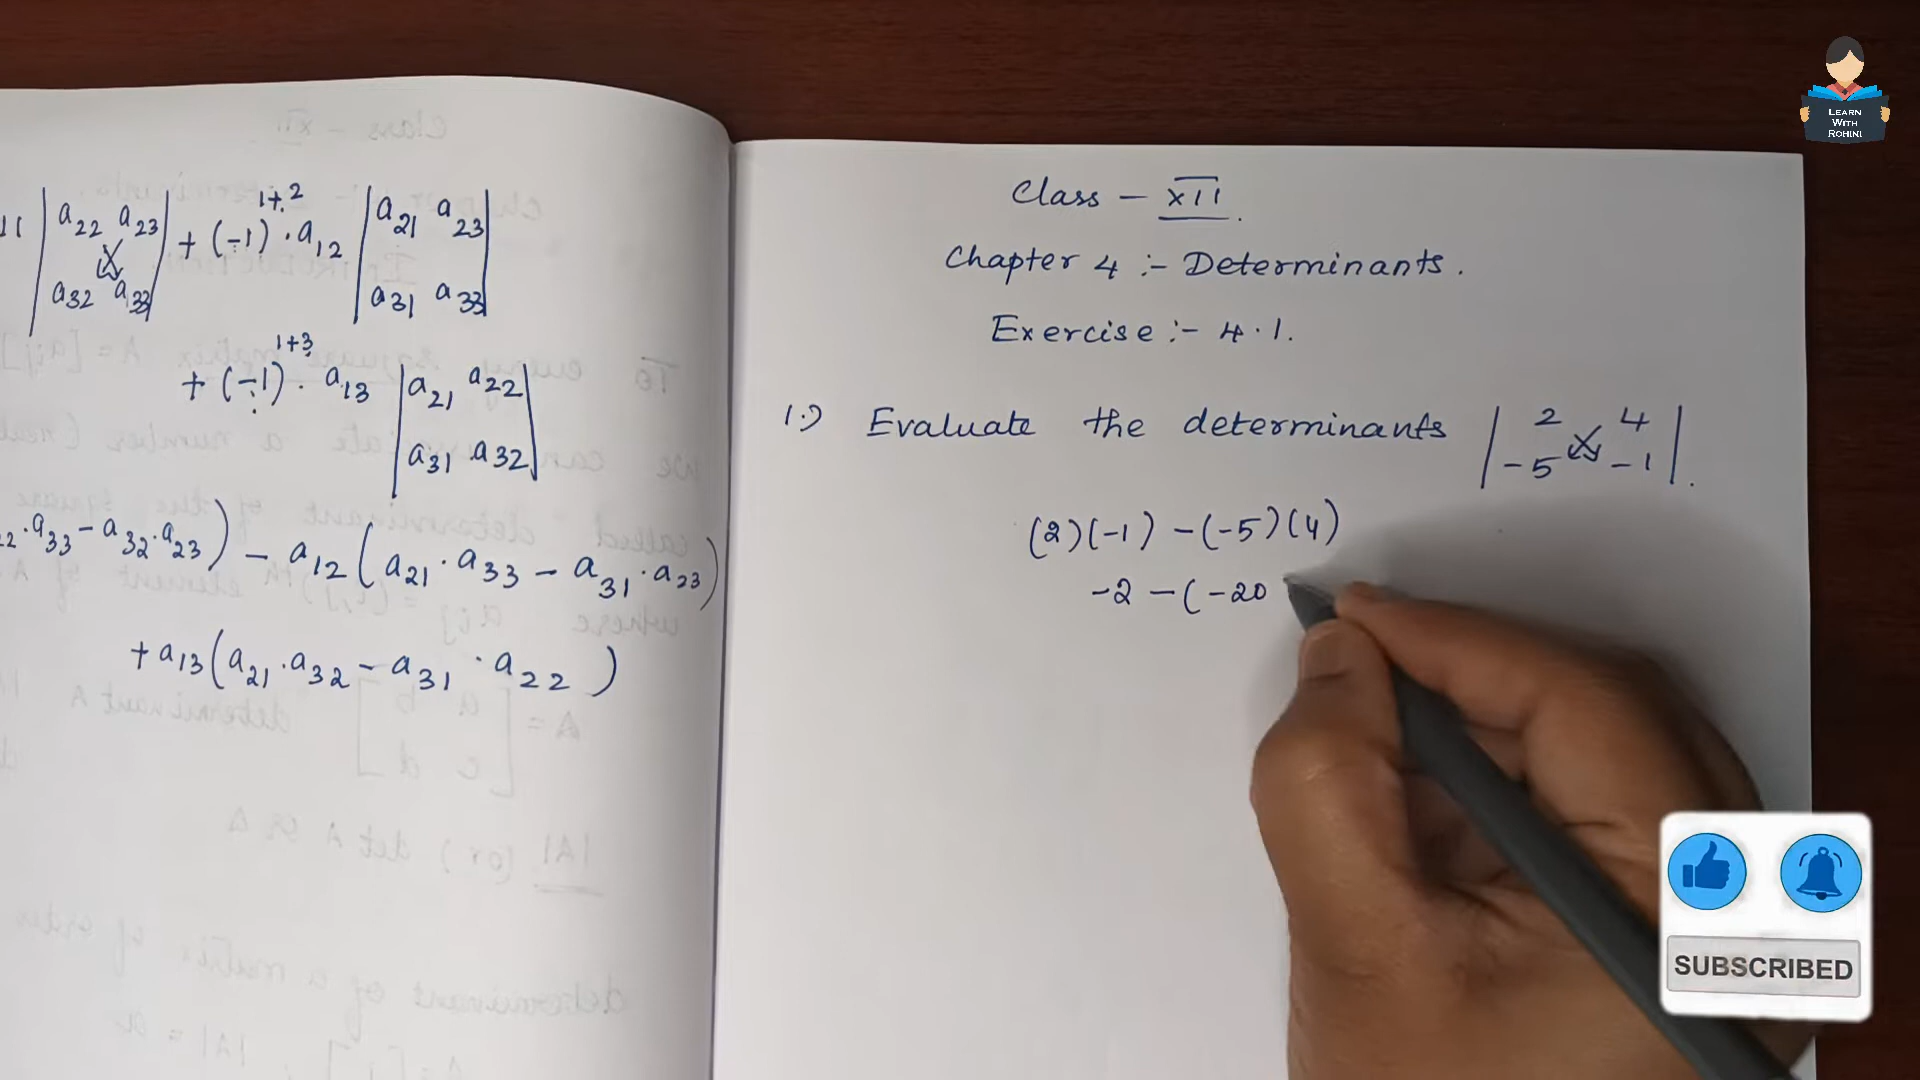 | a22 a23 | + (-1)^1+2 · a12 | a21 a23 |
| a32 a33 | | a31 a33 |
+ (-1)^1+3 · a13 | a21 a22 |
| a31 a32 |
· a33 - a32 · a23) - a12 (a21 · a33 - a31 · a23)
+ a13 (a21 · a32 - a31 · a22)
Class - XII.
Chapter 4 :- Determinants.
Exercise :- 4.1.
1.) Evaluate the determinants | 2 4 |
| -5 -1 |.
(2)(-1) - (-5)(4)
-2 - (-20
LEARN
WITH
ROHINI
SUBSCRIBED